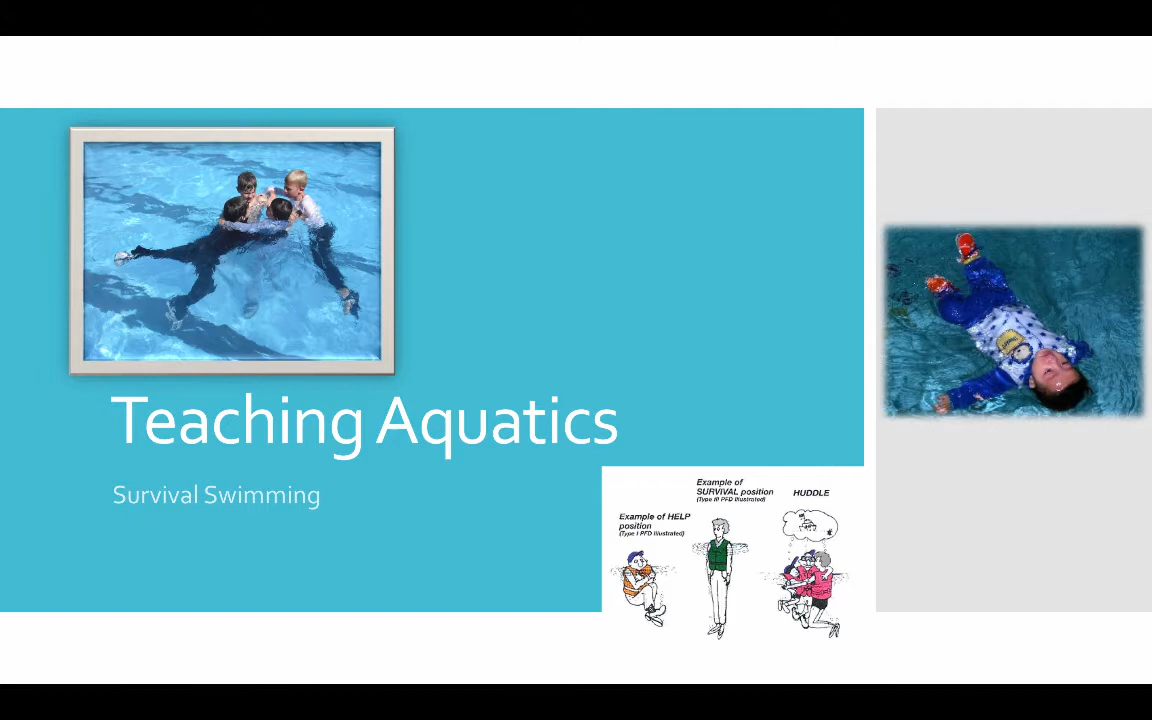 Teaching Aquatics
Survival Swimming
Example of HELP
position
(Type I PFD Illustrated)
Example of
SURVIVAL position
(Type III PFD Illustrated)
HUDDLE